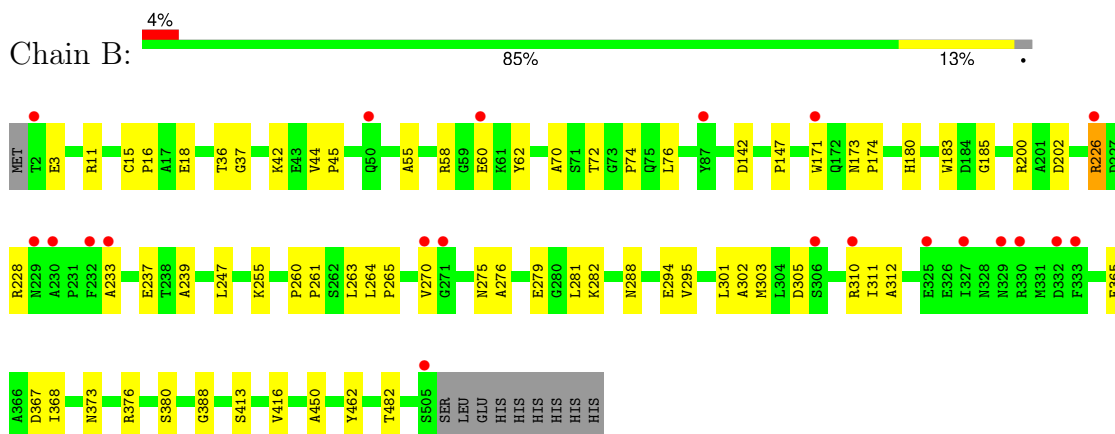 4%
Chain B:
85% 13% •
MET T2 E3 R11 C15 P16 A17 E18 T36 G37 K42 E43 V44 P45 Q50 A55 R58 G59 E60 K61 Y62 A70 S71 T72 G73 P74 Q75 L76 Y87 D142 P147 W171 Q172 N173 P174 H180 W183 D184 G185 R200 A201 D202 R226 D227
R228 N229 A230 P231 F232 A233 E237 T238 A239 L247 K255 P260 P261 S262 L263 L264 P265 V270 G271 N275 A276 E279 G280 L281 K282 N288 E294 V295 L301 A302 M303 L304 D305 S306 R310 I311 A312 E325 E326 I327 N328 N329 R330 M331 D332 F333 E365
A366 D367 I368 N373 R376 S380 G388 S413 V416 A450 Y462 T482 S505 SER LEU GLU HIS HIS HIS HIS HIS HIS